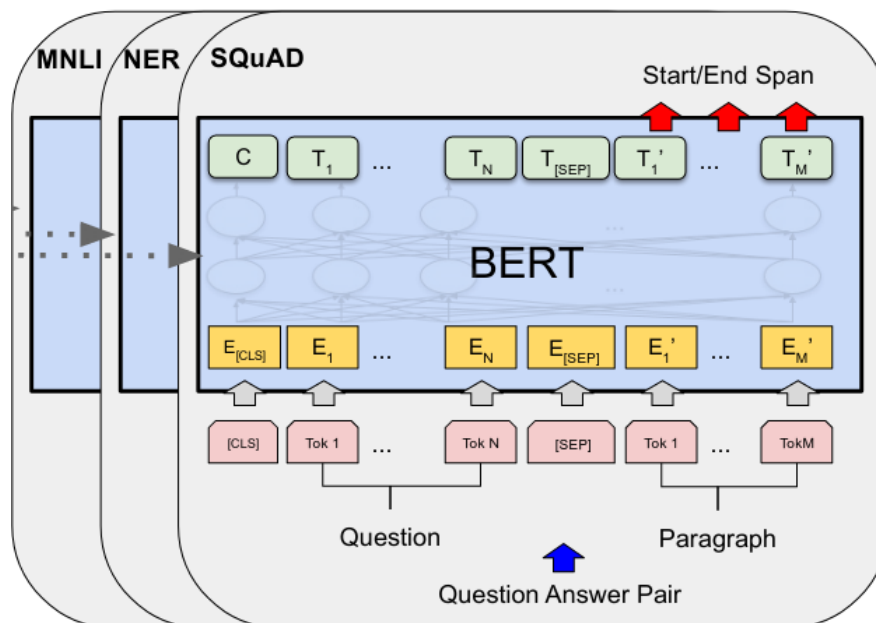 MNLI NER SQuAD
Start/End Span
C T1 ... TN T[SEP] T1' ... TM'
...
BERT
...
E[CLS] E1 ... EN E[SEP] E1' ... EM'
[CLS] Tok 1 ... Tok N [SEP] Tok 1 ... TokM
Question Paragraph
Question Answer Pair